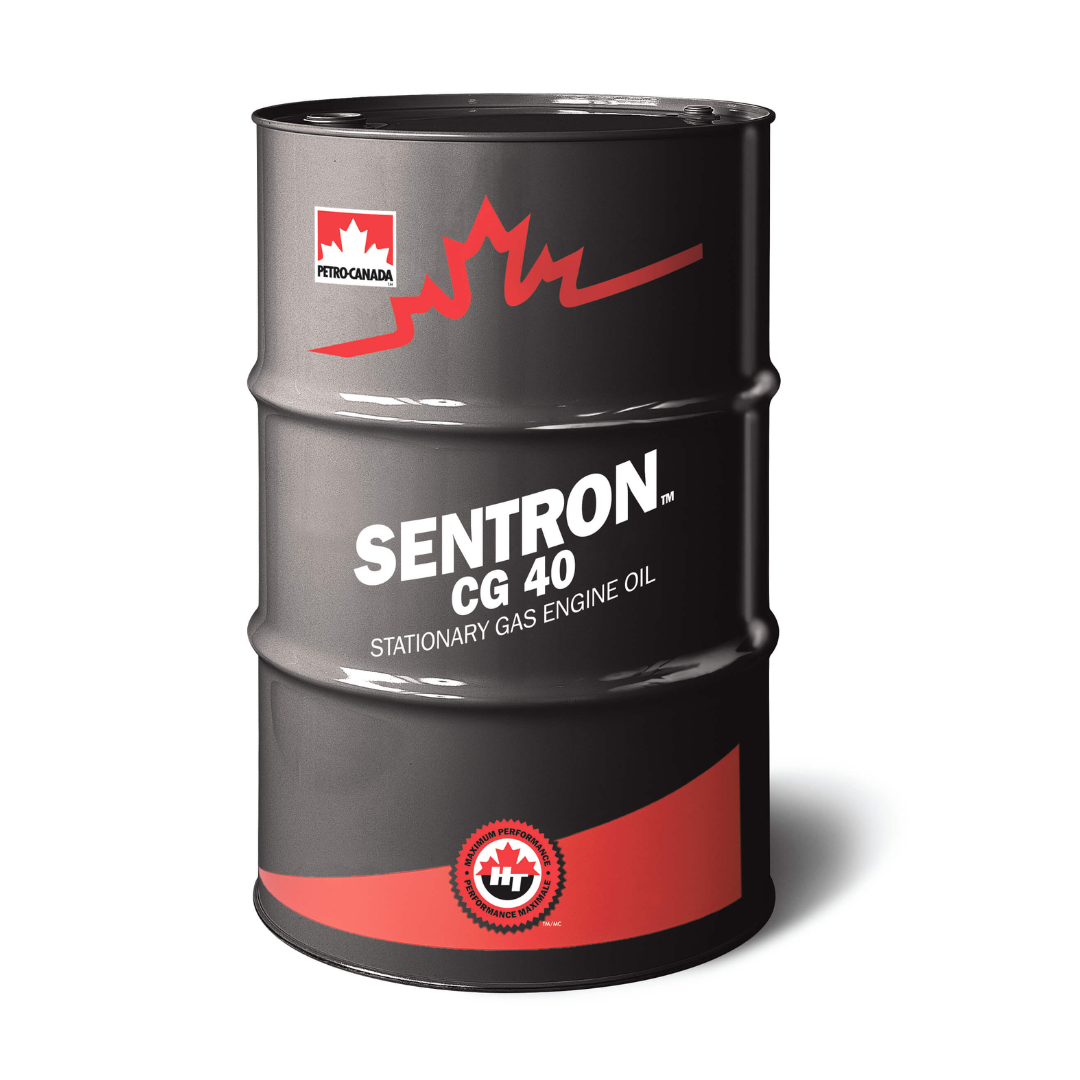 PETRO-CANADA
SENTRON™
CG 40
STATIONARY GAS ENGINE OIL
MAXIMUM PERFORMANCE
HT
PERFORMANCE MAXIMALE
TM/MC